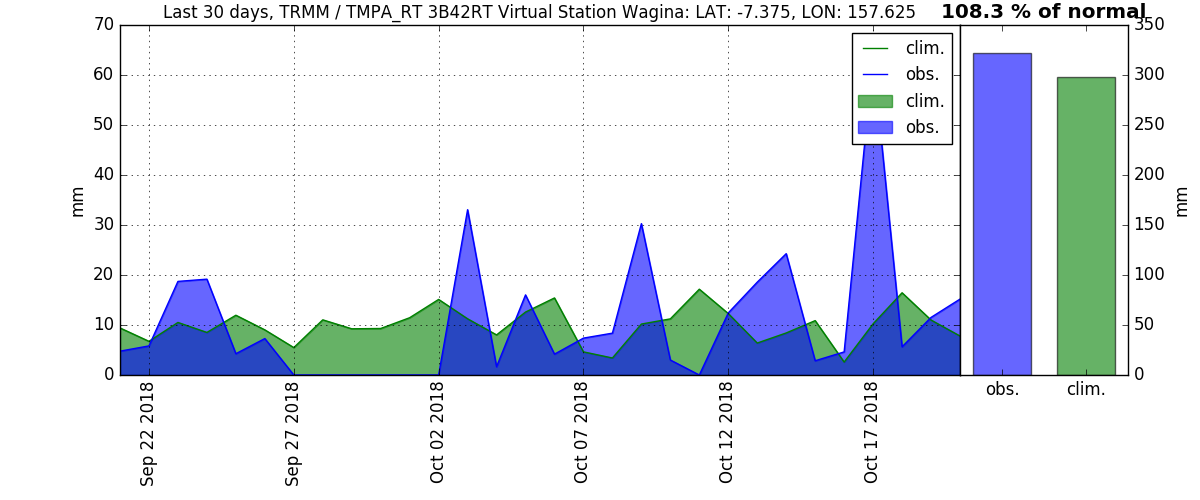 Last 30 days, TRMM / TMPA_RT 3B42RT Virtual Station Wagina: LAT: -7.375, LON: 157.625
108.3 % of normal
70
60
50
40
30
20
10
0
mm
clim.
obs.
clim.
obs.
350
300
250
200
150
100
50
0
mm
obs.
clim.
Sep 22 2018
Sep 27 2018
Oct 02 2018
Oct 07 2018
Oct 12 2018
Oct 17 2018